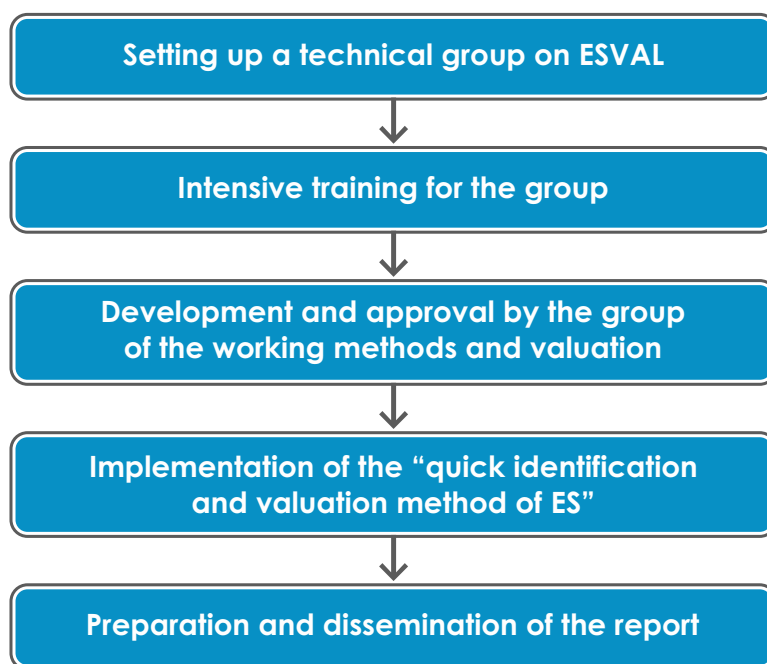 Setting up a technical group on ESVAL
Intensive training for the group
Development and approval by the group
of the working methods and valuation
Implementation of the “quick identification
and valuation method of ES”
Preparation and dissemination of the report